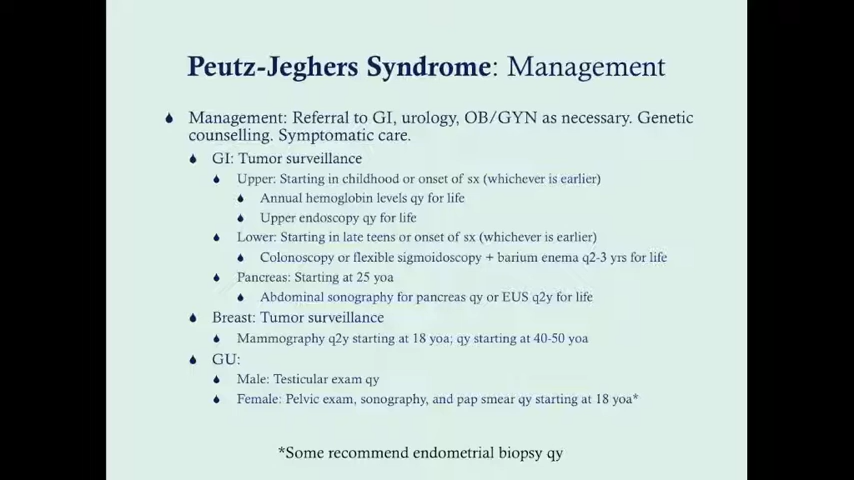 Peutz-Jeghers Syndrome: Management
Management: Referral to GI, urology, OB/GYN as necessary. Genetic
counselling. Symptomatic care.
GI: Tumor surveillance
Upper: Starting in childhood or onset of sx (whichever is earlier)
Annual hemoglobin levels qy for life
Upper endoscopy qy for life
Lower: Starting in late teens or onset of sx (whichever is earlier)
Colonoscopy or flexible sigmoidoscopy + barium enema q2-3 yrs for life
Pancreas: Starting at 25 yoa
Abdominal sonography for pancreas qy or EUS q2y for life
Breast: Tumor surveillance
Mammography q2y starting at 18 yoa; qy starting at 40-50 yoa
GU:
Male: Testicular exam qy
Female: Pelvic exam, sonography, and pap smear qy starting at 18 yoa*
*Some recommend endometrial biopsy qy